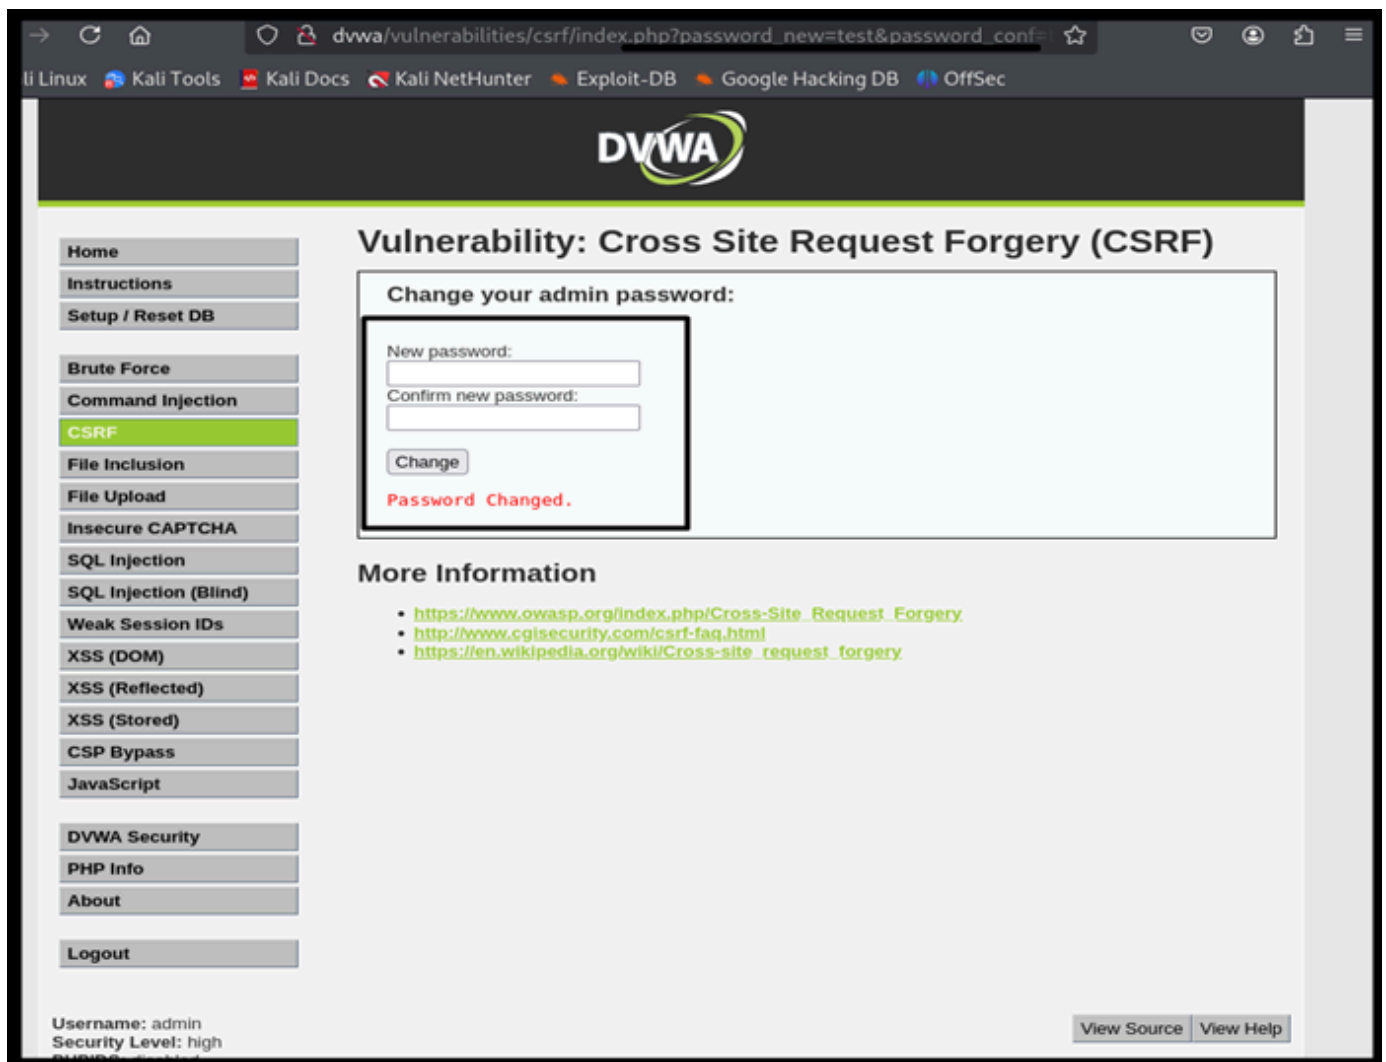 dvwa/vulnerabilities/csrf/index.php?password_new=test&password_conf=
li Linux Kali Tools Kali Docs Kali NetHunter Exploit-DB Google Hacking DB OffSec
DVWA
Vulnerability: Cross Site Request Forgery (CSRF)
Home
Instructions
Setup / Reset DB
Brute Force
Command Injection
CSRF
File Inclusion
File Upload
Insecure CAPTCHA
SQL Injection
SQL Injection (Blind)
Weak Session IDs
XSS (DOM)
XSS (Reflected)
XSS (Stored)
CSP Bypass
JavaScript
DVWA Security
PHP Info
About
Logout
Change your admin password:
New password:
Confirm new password:
Change
Password Changed.
More Information
https://www.owasp.org/index.php/Cross-Site_Request_Forgery
http://www.cgisecurity.com/csrf-faq.html
https://en.wikipedia.org/wiki/Cross-site_request_forgery
Username: admin
Security Level: high
View Source View Help